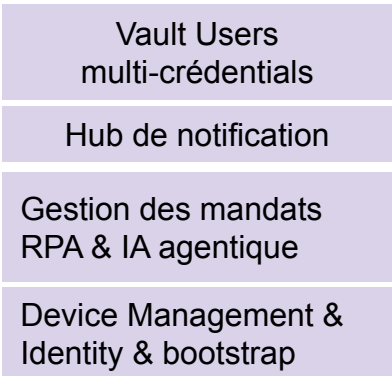 Vault Users
multi-crédentials
Hub de notification
Gestion des mandats
RPA & IA agentique
Device Management &
Identity & bootstrap